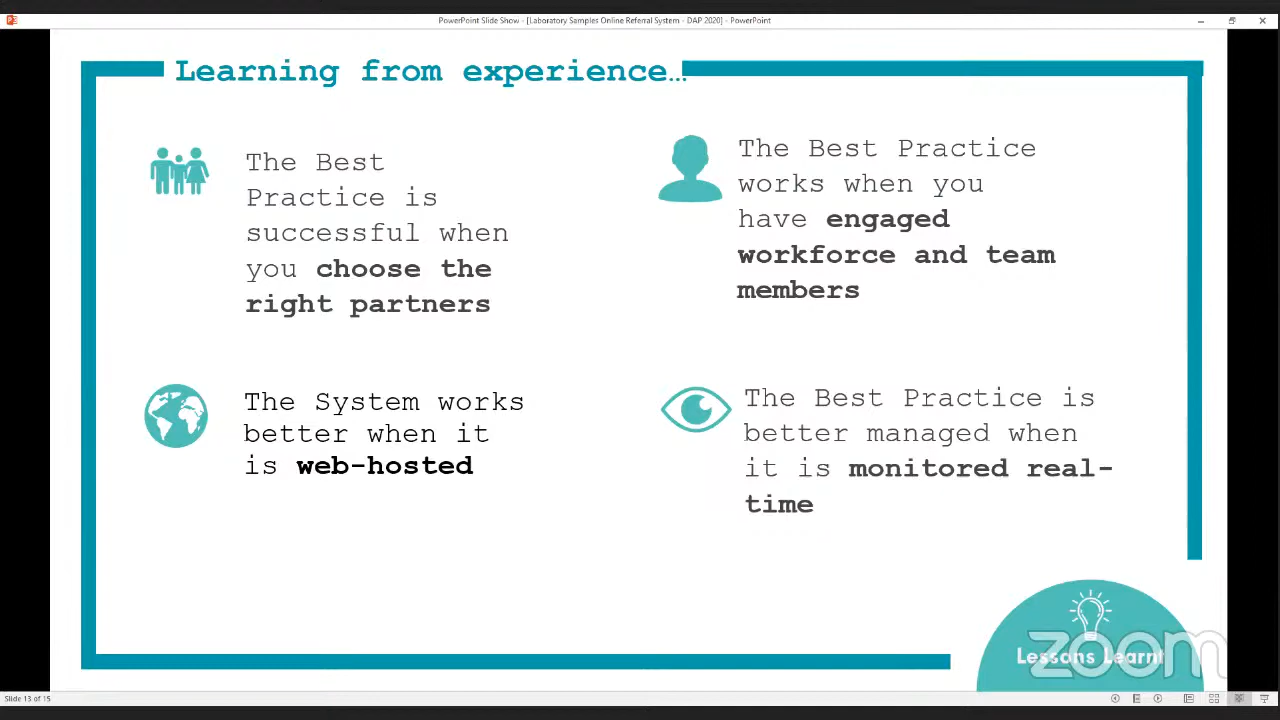 PowerPoint Slide Show - [Laboratory Samples Online Referral System - DAP 2020] - PowerPoint
Learning from experience…
The Best
Practice is
successful when
you choose the
right partners
The Best Practice
works when you
have engaged
workforce and team
members
The System works
better when it
is web-hosted
The Best Practice is
better managed when
it is monitored real-
time
Lessons Learnt
zoom
Slide 13 of 15